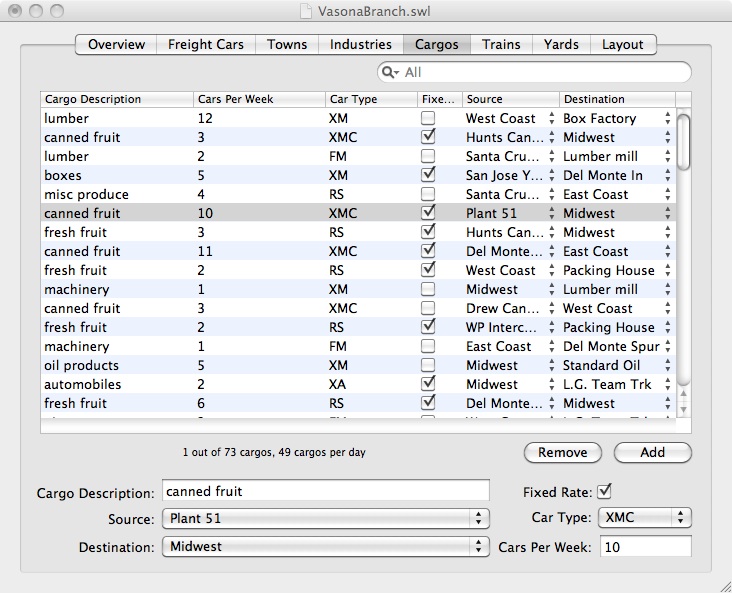 VasonaBranch.swl
Overview Freight Cars Towns Industries Cargos Trains Yards Layout
All
Cargo Description Cars Per Week Car Type Fixe... Source Destination
lumber 12 XM West Coast Box Factory
canned fruit 3 XMC Hunts Can... Midwest
lumber 2 FM Santa Cru... Lumber mill
boxes 5 XM San Jose Y... Del Monte In
misc produce 4 RS Santa Cru... East Coast
canned fruit 10 XMC Plant 51 Midwest
fresh fruit 3 RS Hunts Can... Midwest
canned fruit 11 XMC Del Monte... East Coast
fresh fruit 2 RS West Coast Packing House
machinery 1 XM Midwest Lumber mill
canned fruit 3 XMC Drew Can... West Coast
fresh fruit 2 RS WP Interc... Packing House
machinery 1 FM East Coast Del Monte Spur
oil products 5 XM Midwest Standard Oil
automobiles 2 XA Midwest L.G. Team Trk
fresh fruit 6 RS Del Monte... Midwest
1 out of 73 cargos, 49 cargos per day
Remove Add
Cargo Description: canned fruit Fixed Rate:
Source: Plant 51 Car Type: XMC
Destination: Midwest Cars Per Week: 10